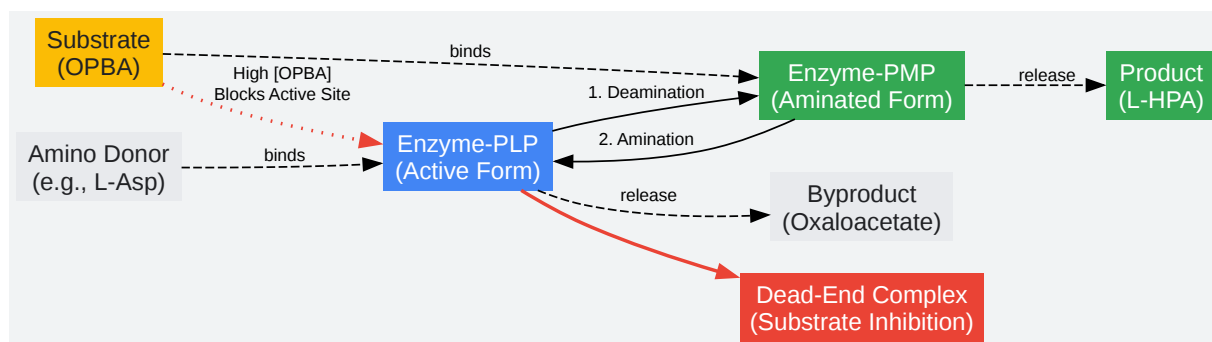 Substrate
(OPBA)
binds
High [OPBA]
Blocks Active Site
Enzyme-PMP
(Aminated Form)
release
Product
(L-HPA)
1. Deamination
Amino Donor
(e.g., L-Asp)
binds
Enzyme-PLP
(Active Form)
2. Amination
release
Byproduct
(Oxaloacetate)
Dead-End Complex
(Substrate Inhibition)